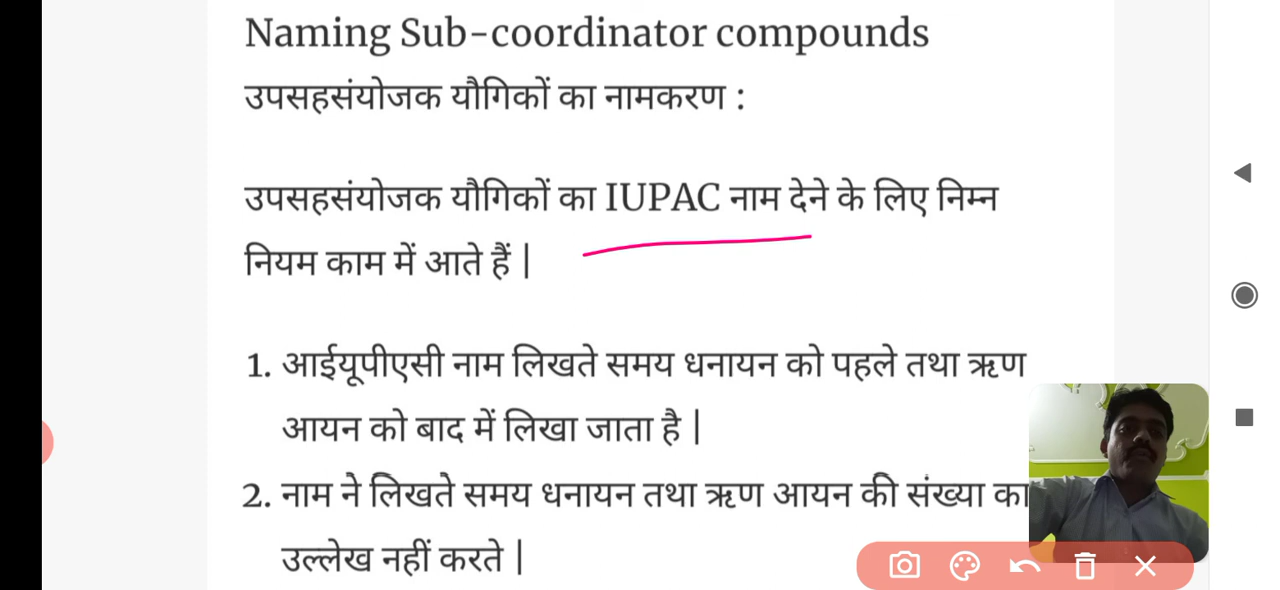 Naming Sub-coordinator compounds
उपसहसंयोजक यौगिकों का नामकरण :
उपसहसंयोजक यौगिकों का IUPAC नाम देने के लिए निम्न
नियम काम में आते हैं |
1. आईयूपीएसी नाम लिखते समय धनायन को पहले तथा ऋण
आयन को बाद में लिखा जाता है |
2. नाम ने लिखते समय धनायन तथा ऋण आयन की संख्या का
उल्लेख नहीं करते |